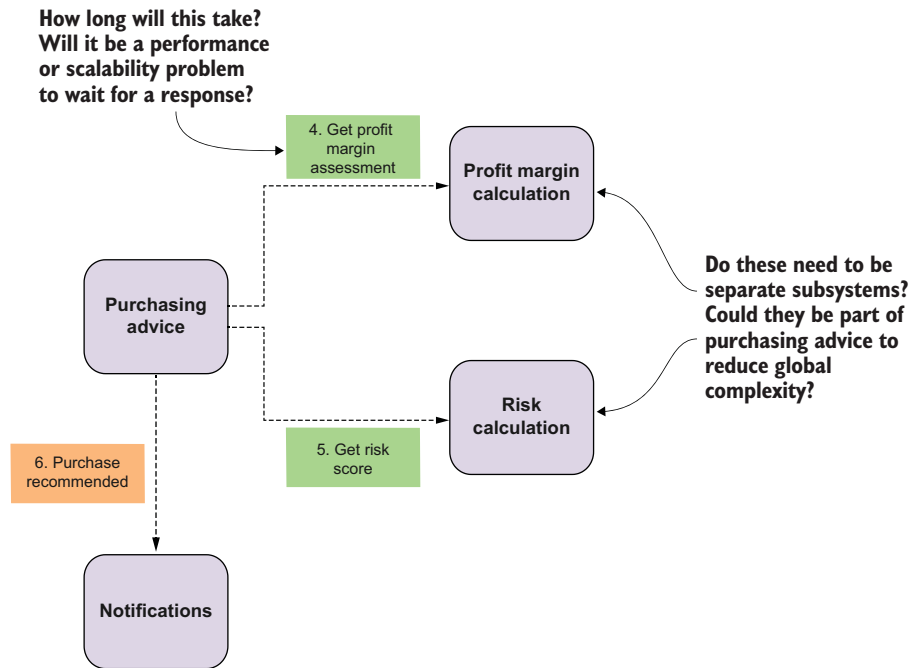 How long will this take?
Will it be a performance
or scalability problem
to wait for a response?
4. Get profit
margin
assessment
Profit margin
calculation
Purchasing
advice
Do these need to be
separate subsystems?
Could they be part of
purchasing advice to
reduce global
complexity?
Risk
calculation
5. Get risk
score
6. Purchase
recommended
Notifications